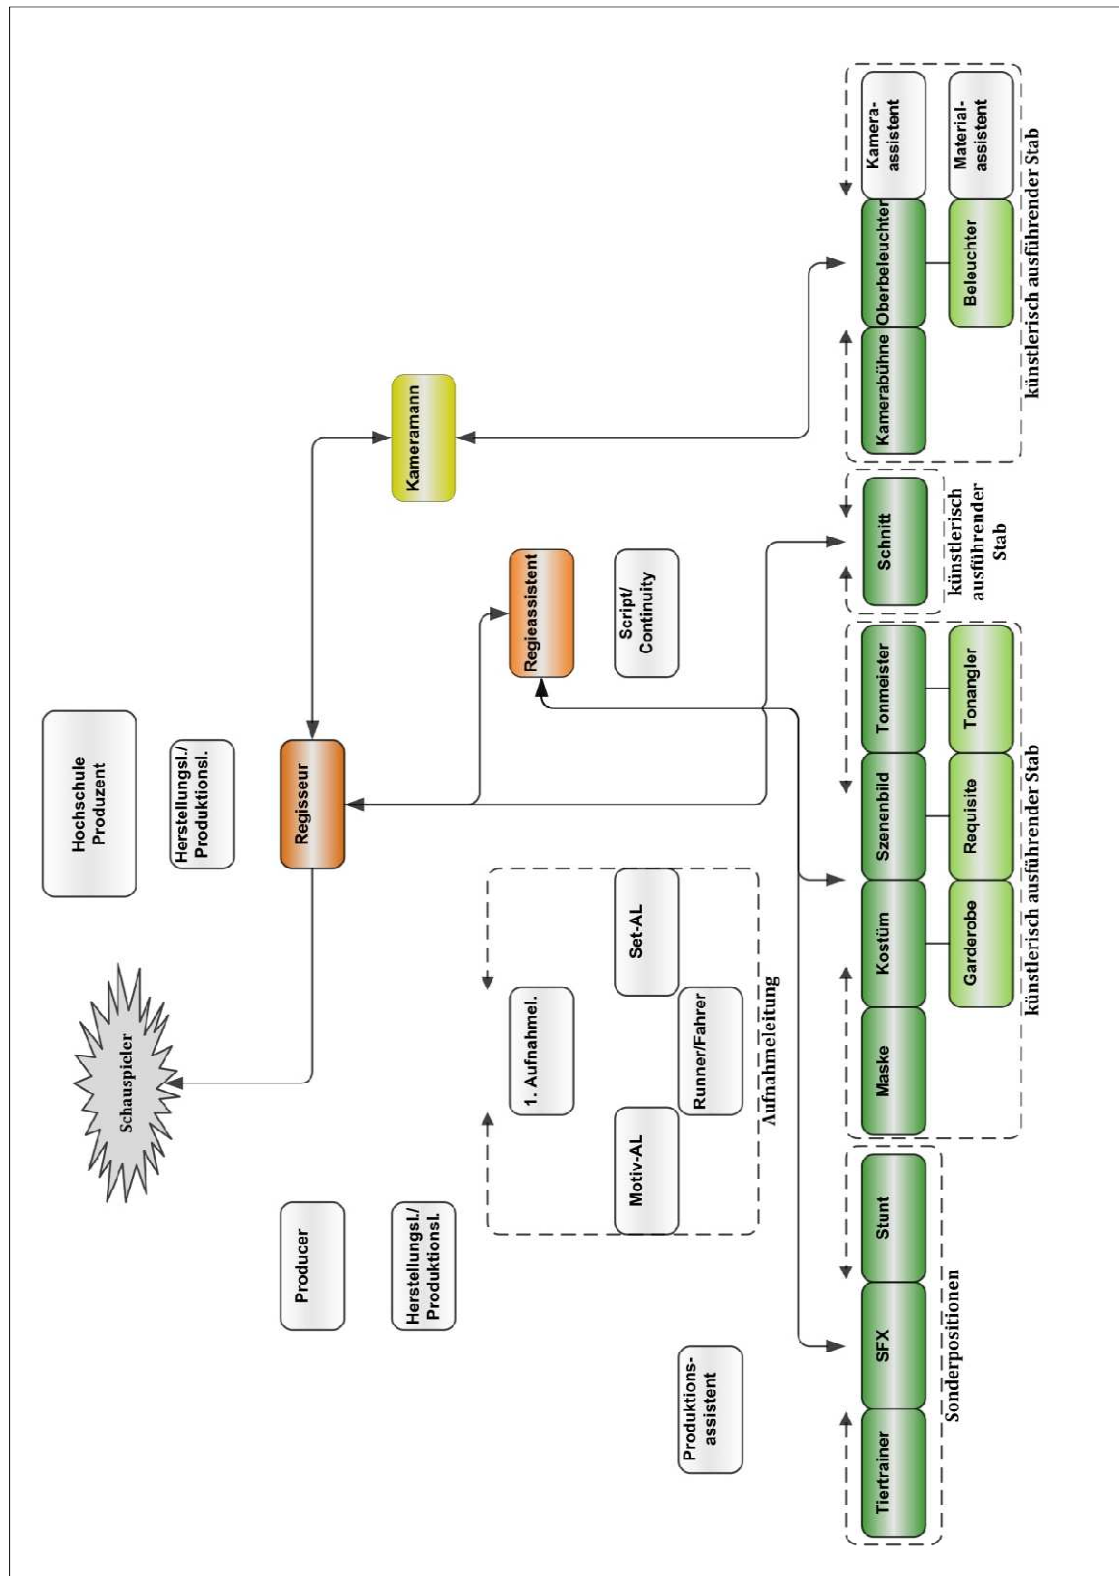 Hochschule
Produzent
Herstellungsl./
Produktionsl.
Schauspieler
Producer
Regisseur
Herstellungsl./
Produktionsl.
Kameramann
1. Aufnahmel.
Regieassistent
Motiv-AL
Set-AL
Script/
Continuity
Produktions-
assistent
Runner/Fahrer
Aufnahmeleitung
Tiertrainer
SFX
Stunt
Sonderpositionen
Maske
Kostüm
Szenenbild
Tonmeister
Garderobe
Requisite
Tonangler
künstlerisch ausführender Stab
Schnitt
künstlerisch
ausführender
Stab
Kamerabühne
Oberbeleuchter
Kamera-
assistent
Beleuchter
Material-
assistent
künstlerisch ausführender Stab